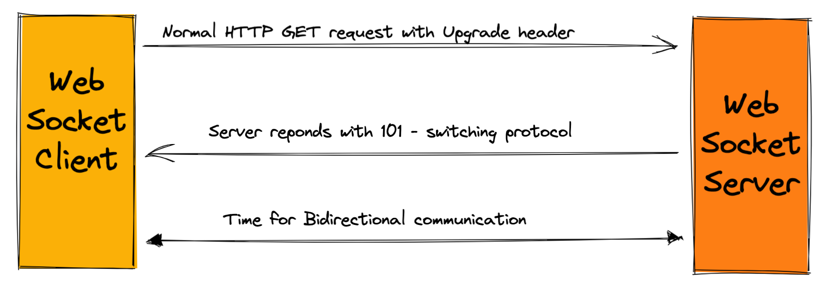 Normal HTTP GET request with Upgrade header
Web
Socket
Client
Web
Socket
Server
Server reponds with 101 - switching protocol
Time for Bidirectional communication